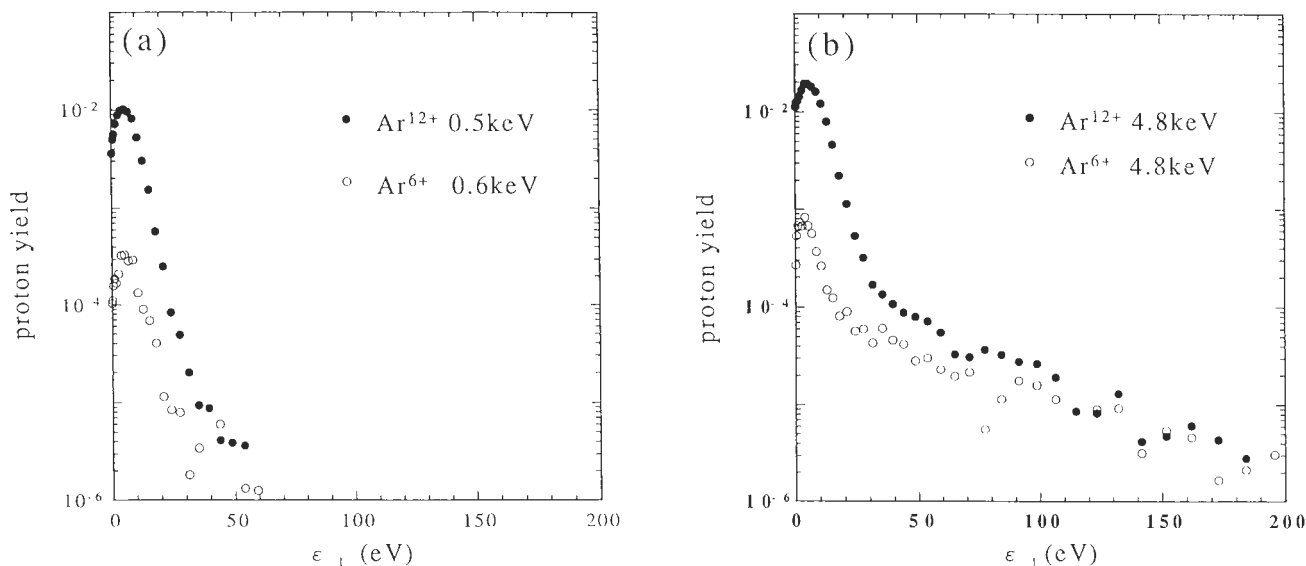 (a)
10⁻²
10⁻⁴
10⁻⁶
proton yield
● Ar¹²⁺ 0.5keV
○ Ar⁶⁺ 0.6keV
0 50 100 150 200
ε ⊥ (eV)
(b)
10⁻²
10⁻⁴
10⁻⁶
proton yield
● Ar¹²⁺ 4.8keV
○ Ar⁶⁺ 4.8keV
0 50 100 150 200
ε ⊥ (eV)